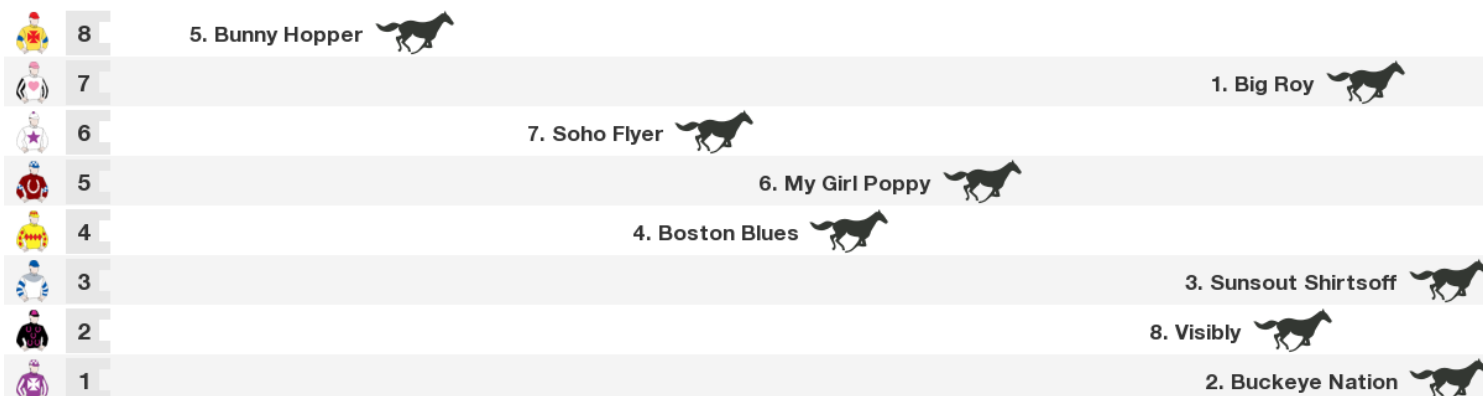 8 5. Bunny Hopper
7 1. Big Roy
6 7. Soho Flyer
5 6. My Girl Poppy
4 4. Boston Blues
3 3. Sunsout Shirtsoff
2 8. Visibly
1 2. Buckeye Nation